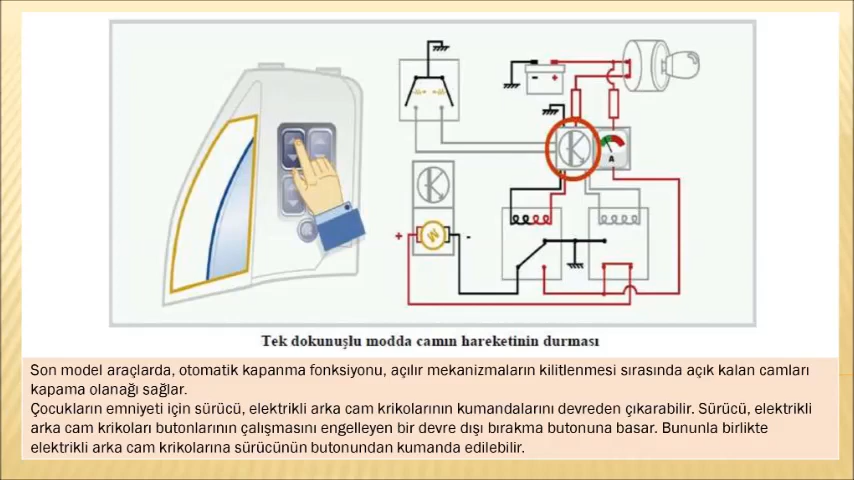 - +
A
+ M -
Tek dokunuşlu modda camın hareketinin durması
Son model araçlarda, otomatik kapanma fonksiyonu, açılır mekanizmaların kilitlenmesi sırasında açık kalan camları
kapama olanağı sağlar.
Çocukların emniyeti için sürücü, elektrikli arka cam krikolarının kumandalarını devreden çıkarabilir. Sürücü, elektrikli
arka cam krikoları butonlarının çalışmasını engelleyen bir devre dışı bırakma butonuna basar. Bununla birlikte
elektrikli arka cam krikolarına sürücünün butonundan kumanda edilebilir.